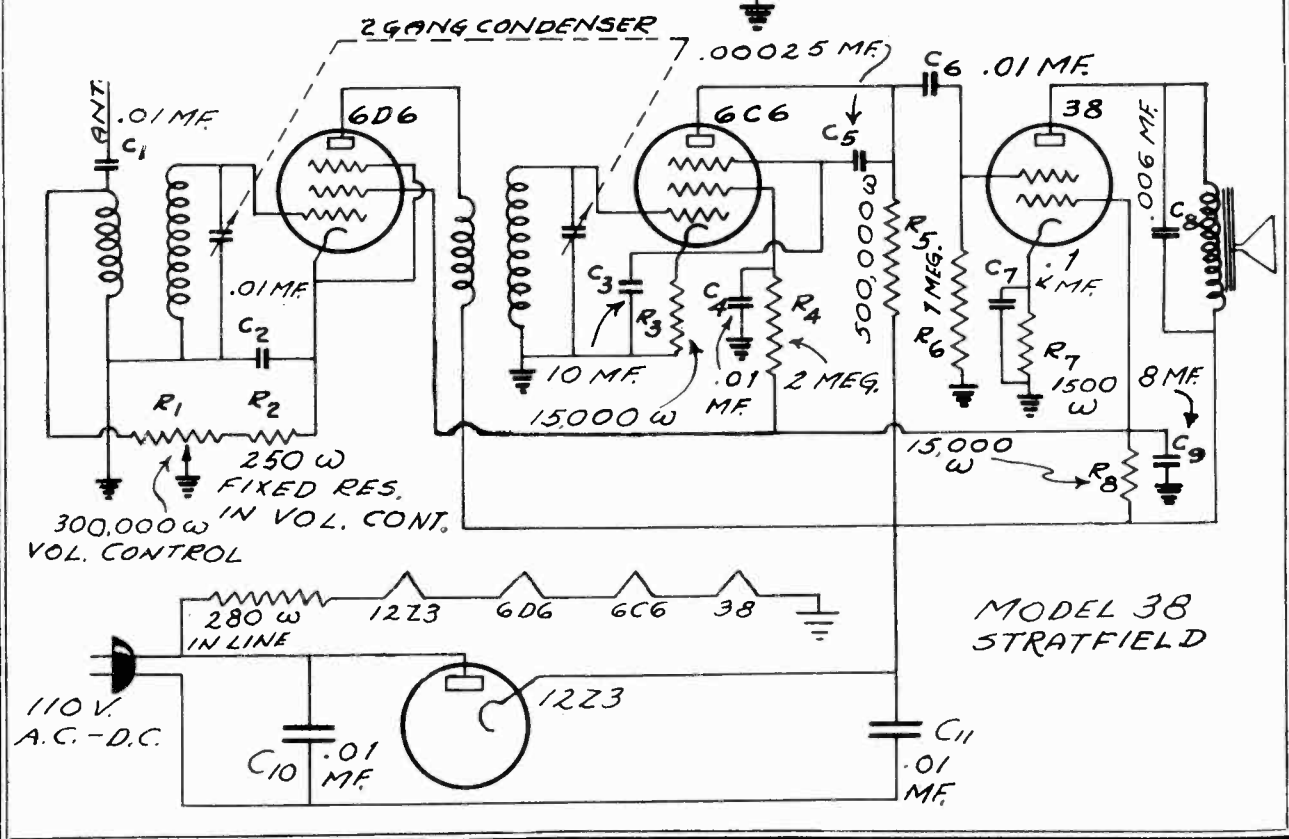 2 GANG CONDENSER
.00025 MF.
C6 .01 MF.
ANT.
.01 MF.
C1
6D6
6C6
C5
38
.006 MF.
C8
500,000 ω
R5
1 MEG.
R6
.01 MF.
C2
C3
R3
C4
R4
C7
.1 MF.
R7
1500 ω
10 MF.
.01 MF.
2 MEG.
8 MF.
C9
R1
R2
15,000 ω
15,000 ω
R8
250 ω
FIXED RES.
IN VOL. CONT.
300,000 ω
VOL. CONTROL
280 ω
IN LINE
12Z3
6D6
6C6
38
MODEL 38
STRATFIELD
12Z3
110 V.
A.C.-D.C.
C10
.01 MF.
C11
.01 MF.